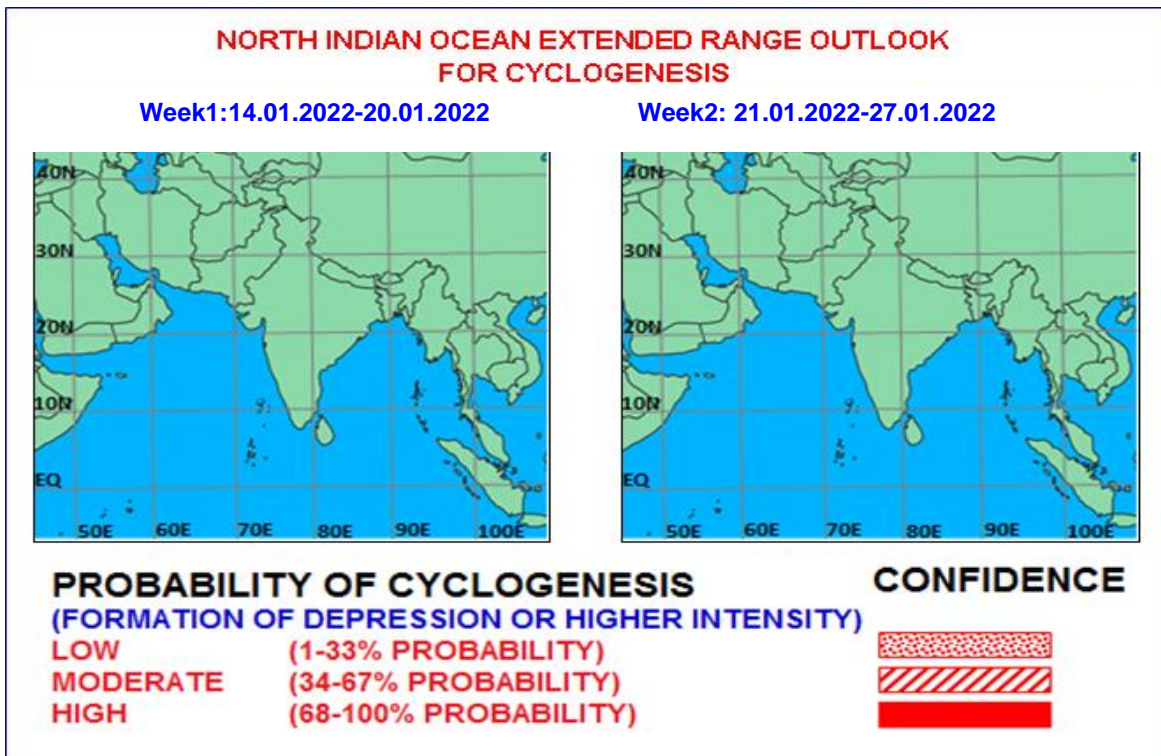 NORTH INDIAN OCEAN EXTENDED RANGE OUTLOOK
FOR CYCLOGENESIS
Week1:14.01.2022-20.01.2022
Week2: 21.01.2022-27.01.2022
40N
30N
20N
10N
EQ
50E 60E 70E 80E 90E 100E
40N
30N
20N
10N
EQ
50E 60E 70E 80E 90E 100E
PROBABILITY OF CYCLOGENESIS CONFIDENCE
(FORMATION OF DEPRESSION OR HIGHER INTENSITY)
LOW (1-33% PROBABILITY)
MODERATE (34-67% PROBABILITY)
HIGH (68-100% PROBABILITY)